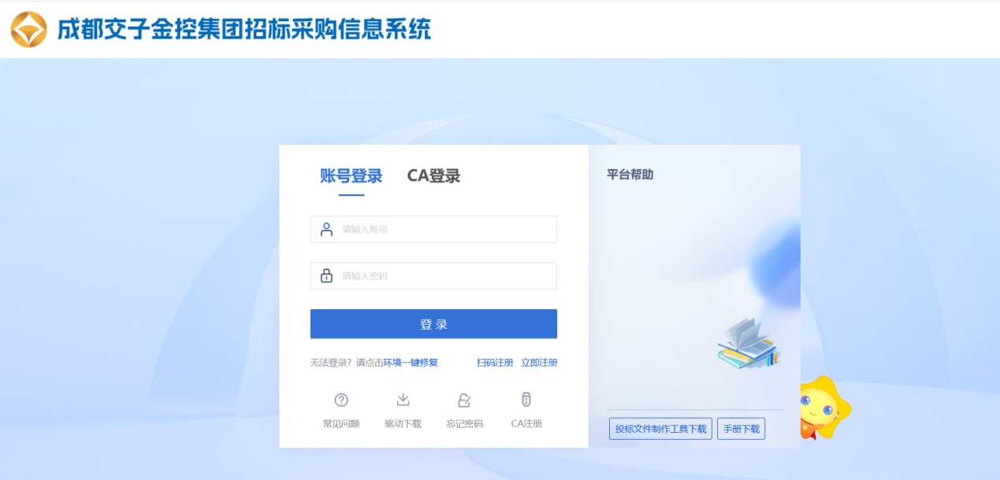 成都交子金控集团招标采购信息系统
账号登录 CA登录
请输入账号
请输入密码
登 录
无法登录？请点击环境一键修复 扫码注册 立即注册
常见问题 驱动下载 忘记密码 CA注册
平台帮助
投标文件制作工具下载 手册下载